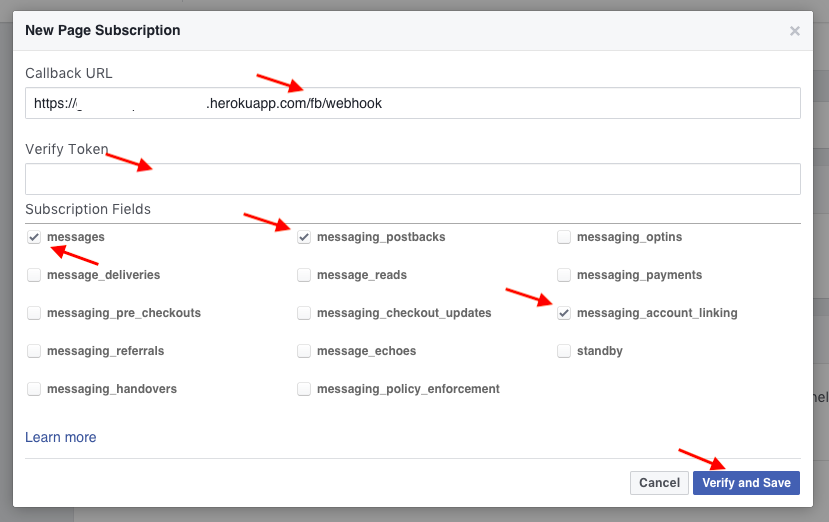 New Page Subscription ×
Callback URL
https:// .herokuapp.com/fb/webhook
Verify Token
Subscription Fields
messages messaging_postbacks messaging_optins
message_deliveries message_reads messaging_payments
messaging_pre_checkouts messaging_checkout_updates messaging_account_linking
messaging_referrals message_echoes standby
messaging_handovers messaging_policy_enforcement
Learn more
Cancel Verify and Save